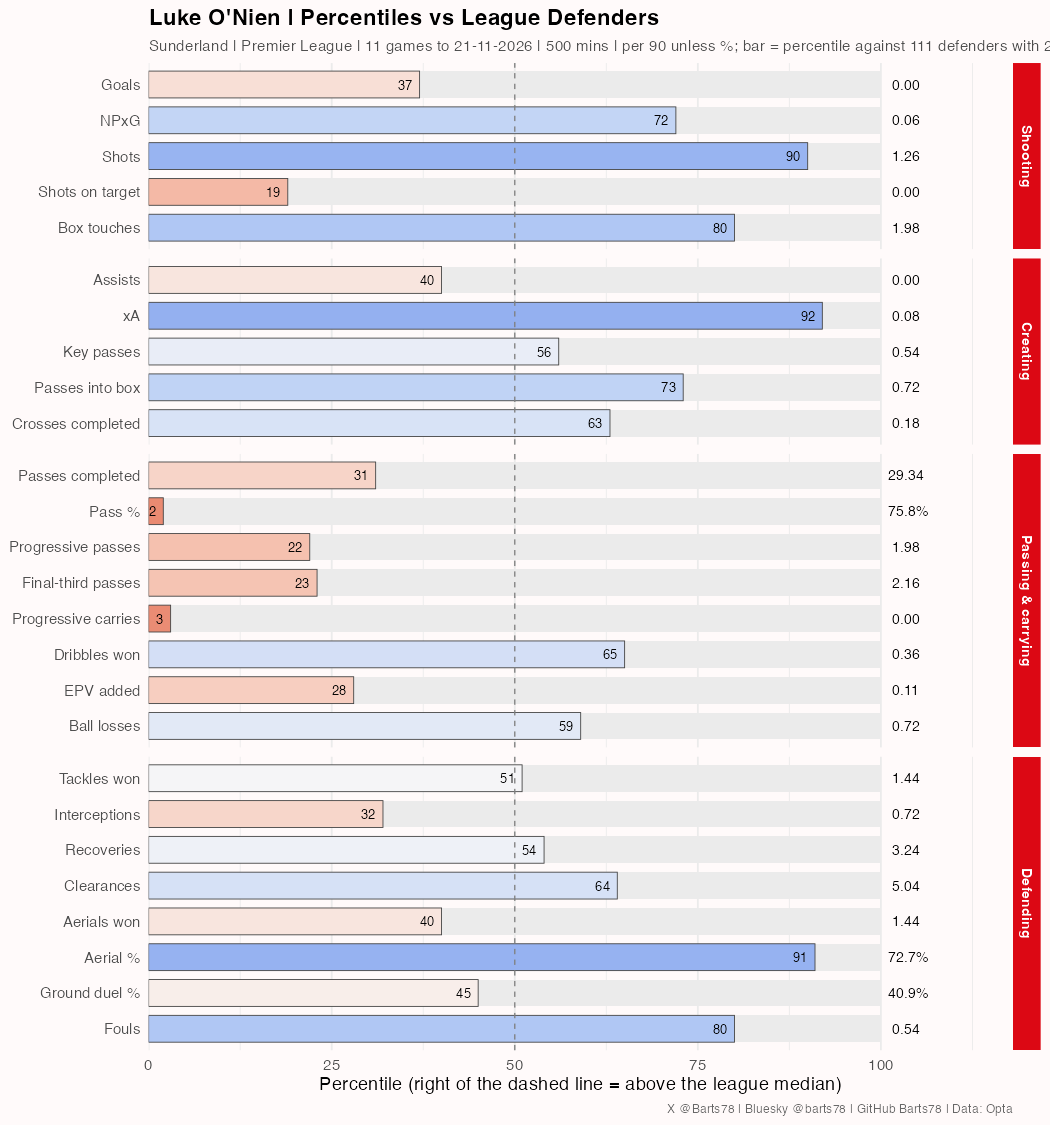 Luke O'Nien | Percentiles vs League Defenders
Sunderland | Premier League | 11 games to 21-11-2026 | 500 mins | per 90 unless %; bar = percentile against 111 defenders with 2
Goals 37 0.00
NPxG 72 0.06
Shots 90 1.26
Shots on target 19 0.00
Box touches 80 1.98
Shooting
Assists 40 0.00
xA 92 0.08
Key passes 56 0.54
Passes into box 73 0.72
Crosses completed 63 0.18
Creating
Passes completed 31 29.34
Pass % 2 75.8%
Progressive passes 22 1.98
Final-third passes 23 2.16
Progressive carries 3 0.00
Dribbles won 65 0.36
EPV added 28 0.11
Ball losses 59 0.72
Passing & carrying
Tackles won 51 1.44
Interceptions 32 0.72
Recoveries 54 3.24
Clearances 64 5.04
Aerials won 40 1.44
Aerial % 91 72.7%
Ground duel % 45 40.9%
Fouls 80 0.54
Defending
0 25 50 75 100
Percentile (right of the dashed line = above the league median)
X @Barts78 | Bluesky @barts78 | GitHub Barts78 | Data: Opta